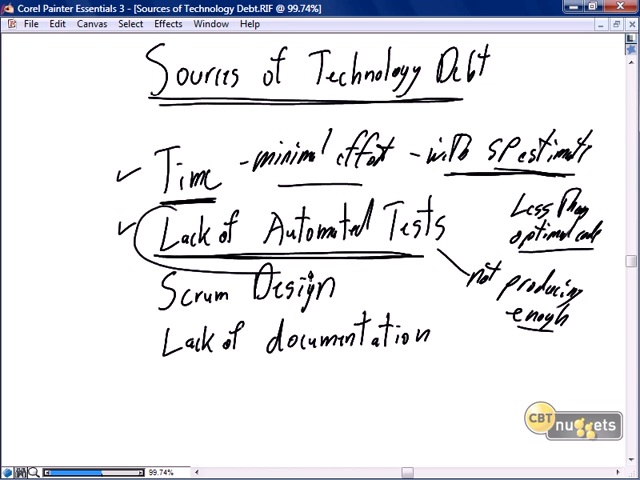 Corel Painter Essentials 3 - [Sources of Technology Debt.RIF @ 99.74%]
File Edit Canvas Select Effects Window Help
Sources of Technology Debt
✓ Time - minimal effort - with SP estimates
✓ Lack of Automated Tests
Less than
optimal code
Scrum Design
not producing
enough
Lack of documentation
CBT nuggets
99.74%